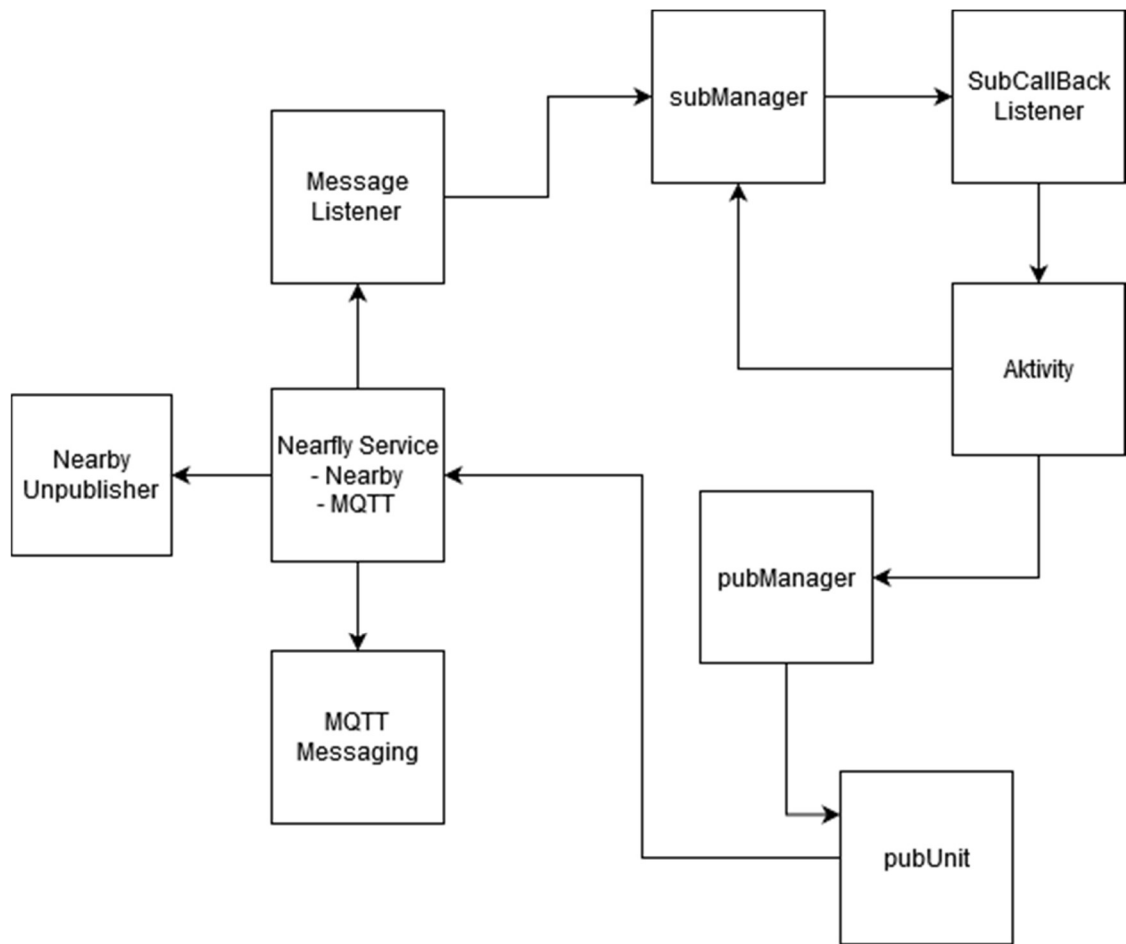 subManager
SubCallBack
Listener
Message
Listener
Aktivity
Nearby
Unpublisher
Nearfly Service
- Nearby
- MQTT
pubManager
MQTT
Messaging
pubUnit